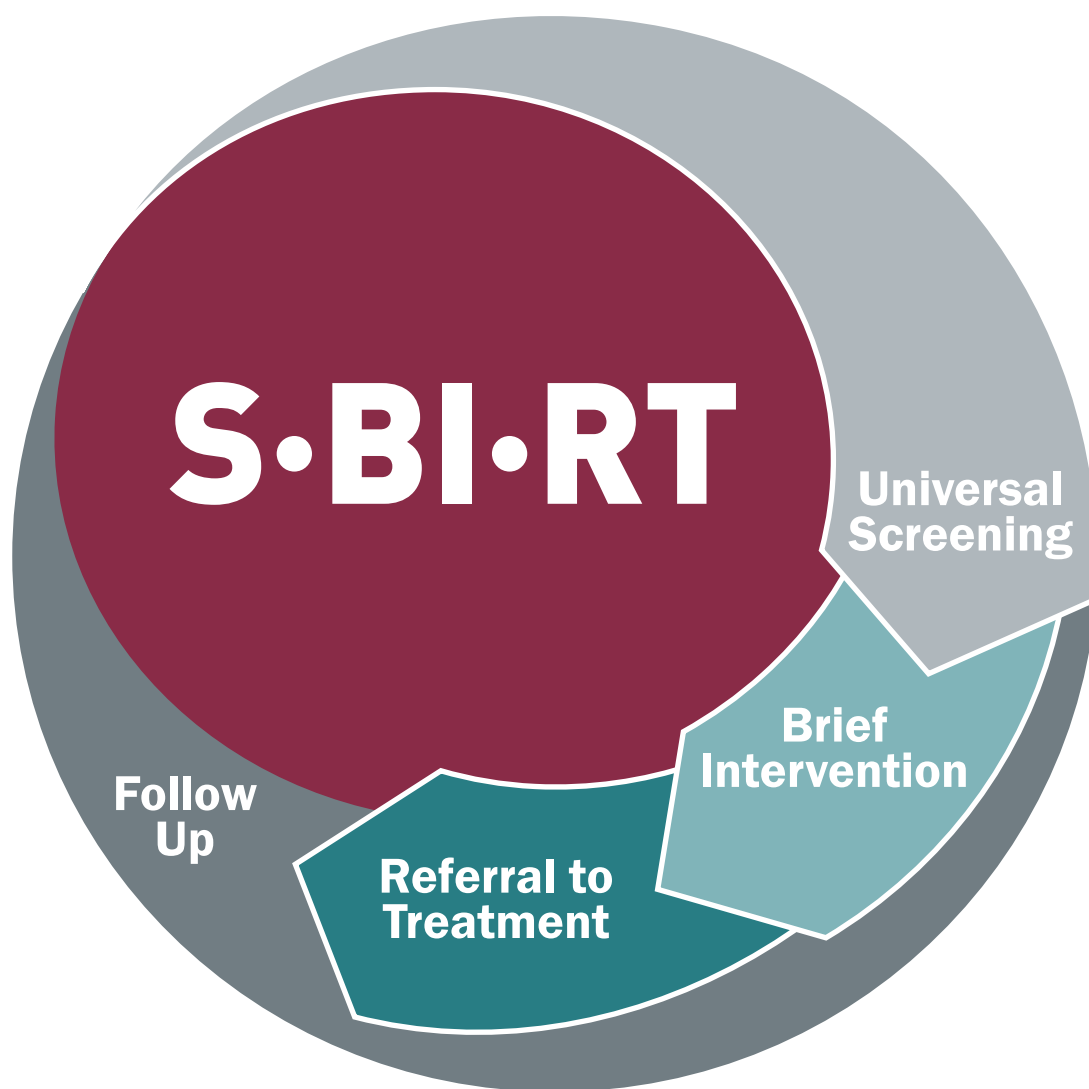 S•BI•RT
Universal
Screening
Brief
Intervention
Referral to
Treatment
Follow
Up